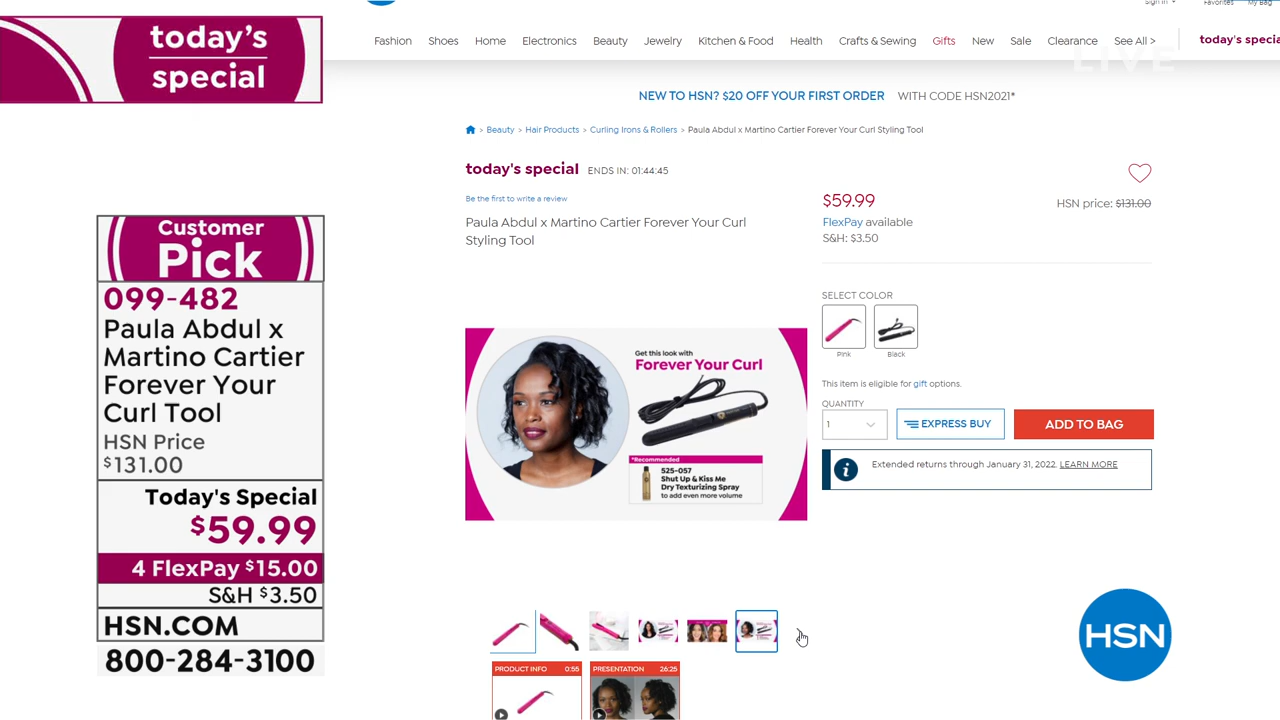 today's
special
Customer
Pick
099-482
Paula Abdul x
Martino Cartier
Forever Your
Curl Tool
HSN Price
$131.00
Today's Special
$59.99
4 FlexPay $15.00
S&H $3.50
HSN.COM
800-284-3100
Sign In
Favorites
My Bag
Fashion Shoes Home Electronics Beauty Jewelry Kitchen & Food Health Crafts & Sewing Gifts New Sale Clearance See All >
today's specia
LIVE
NEW TO HSN? $20 OFF YOUR FIRST ORDER WITH CODE HSN2021*
> Beauty > Hair Products > Curling Irons & Rollers > Paula Abdul x Martino Cartier Forever Your Curl Styling Tool
today's special ENDS IN: 01:44:45
Be the first to write a review
Paula Abdul x Martino Cartier Forever Your Curl
Styling Tool
$59.99
HSN price: $131.00
FlexPay available
S&H: $3.50
SELECT COLOR
Pink Black
This item is eligible for gift options.
QUANTITY
1
EXPRESS BUY
ADD TO BAG
i
Extended returns through January 31, 2022. LEARN MORE
Get this look with
Forever Your Curl
*Recommended
525-057
Shut Up & Kiss Me
Dry Texturizing Spray
to add even more volume
PRODUCT INFO 0:55
PRESENTATION 26:25
HSN